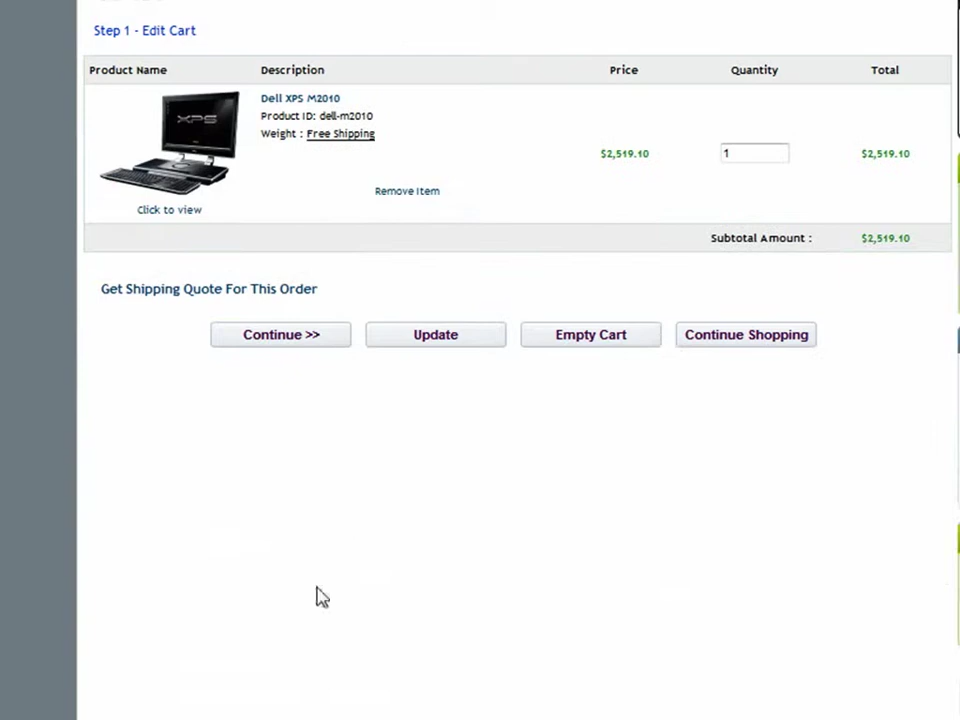 Step 1 - Edit Cart
Product Name Description Price Quantity Total
XPS
Dell XPS M2010
Product ID: dell-m2010
Weight : Free Shipping
$2,519.10 1 $2,519.10
Remove Item
Click to view
Subtotal Amount : $2,519.10
Get Shipping Quote For This Order
Continue >> Update Empty Cart Continue Shopping